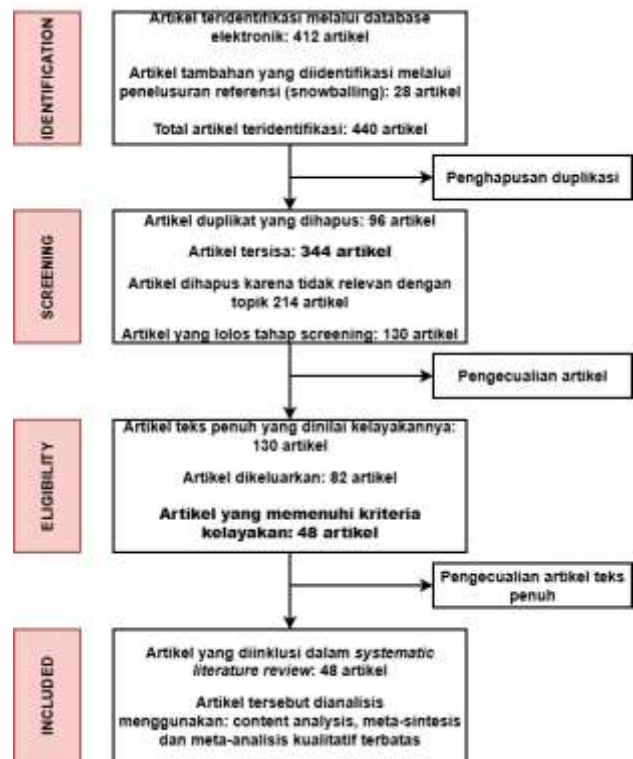 IDENTIFICATION
Artikel teridentifikasi melalui database
elektronik: 412 artikel
Artikel tambahan yang diidentifikasi melalui
penelusuran referensi (snowballing): 28 artikel
Total artikel teridentifikasi: 440 artikel
Penghapusan duplikasi
SCREENING
Artikel duplikat yang dihapus: 96 artikel
Artikel tersisa: 344 artikel
Artikel dihapus karena tidak relevan dengan
topik 214 artikel
Artikel yang lolos tahap screening: 130 artikel
Pengecualian artikel
ELIGIBILITY
Artikel teks penuh yang dinilai kelayakannya:
130 artikel
Artikel dikeluarkan: 82 artikel
Artikel yang memenuhi kriteria
kelayakan: 48 artikel
Pengecualian artikel teks
penuh
INCLUDED
Artikel yang diinklusi dalam systematic
literature review: 48 artikel
Artikel tersebut dianalisis
menggunakan: content analysis, meta-sintesis
dan meta-analisis kualitatif terbatas